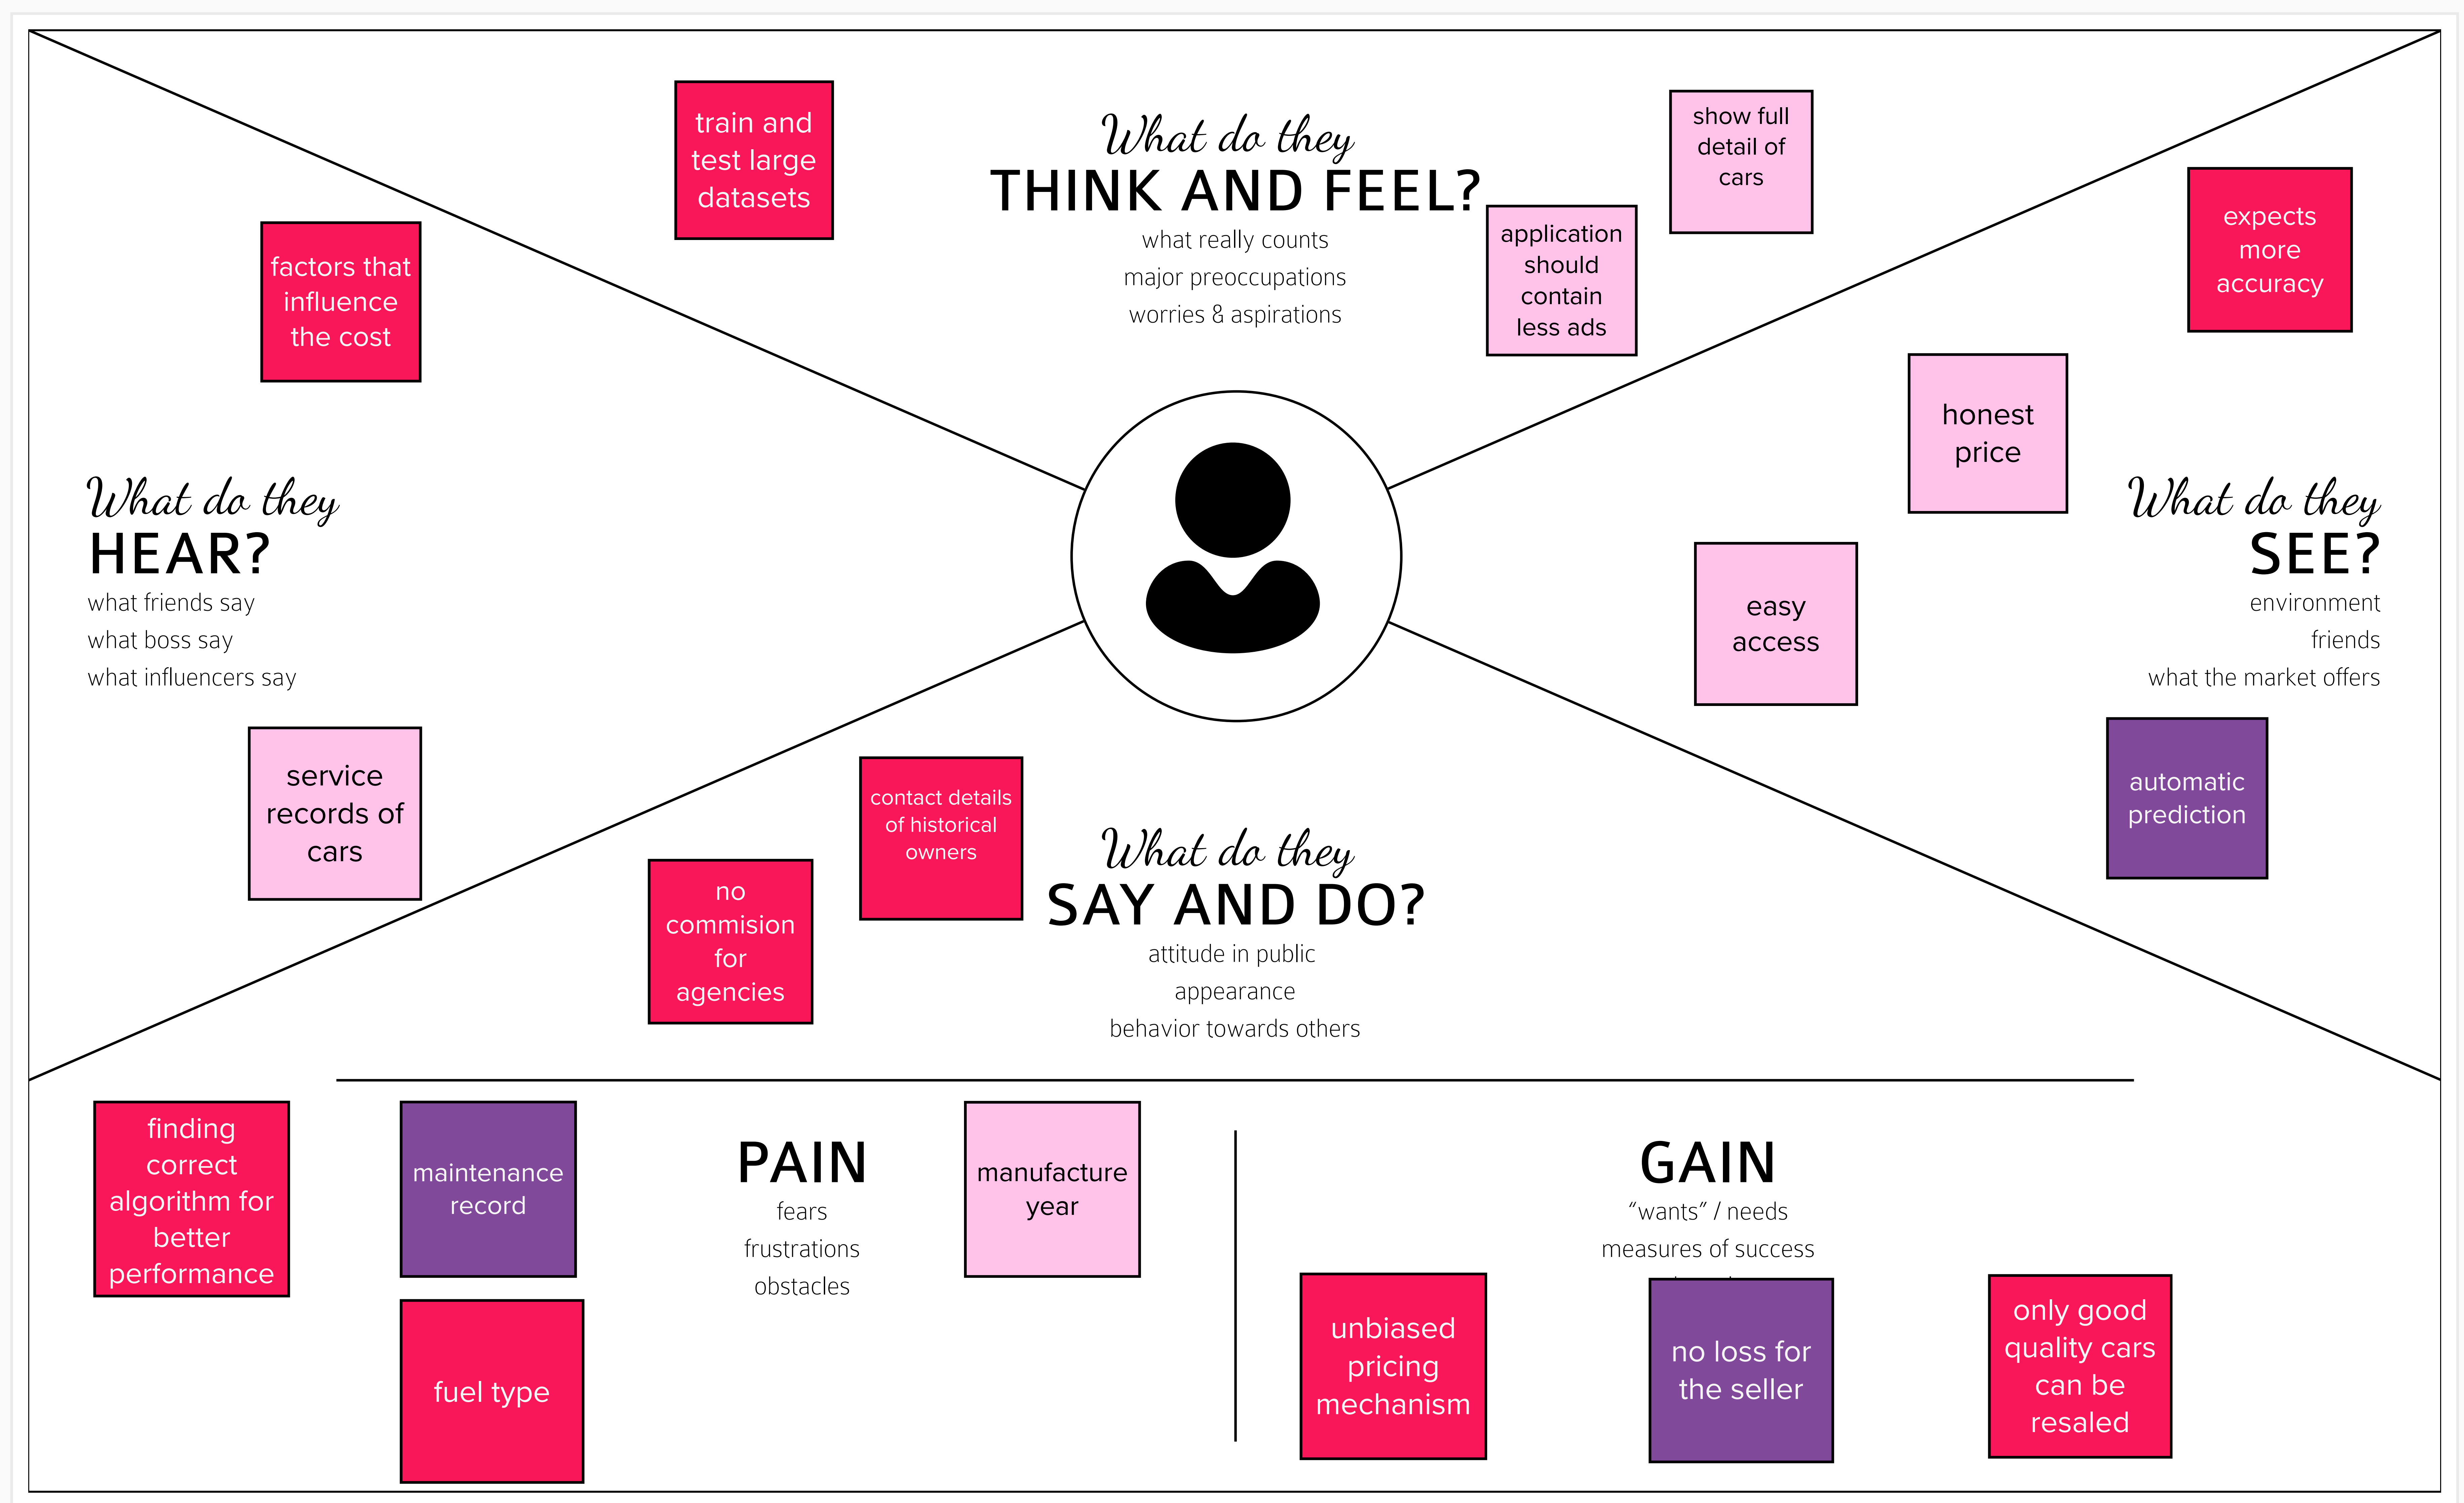 train and
test large
datasets
What do they
THINK AND FEEL?
what really counts
major preoccupations
worries & aspirations
show full
detail of
cars
application
should
contain
less ads
expects
more
accuracy
factors that
influence
the cost
honest
price
What do they
HEAR?
what friends say
what boss say
what influencers say
What do they
SEE?
environment
friends
what the market offers
easy
access
service
records of
cars
automatic
prediction
contact details
of historical
owners
no
commision
for
agencies
What do they
SAY AND DO?
attitude in public
appearance
behavior towards others
finding
correct
algorithm for
better
performance
maintenance
record
fuel type
PAIN
fears
frustrations
obstacles
manufacture
year
GAIN
“wants” / needs
measures of success
unbiased
pricing
mechanism
no loss for
the seller
only good
quality cars
can be
resaled